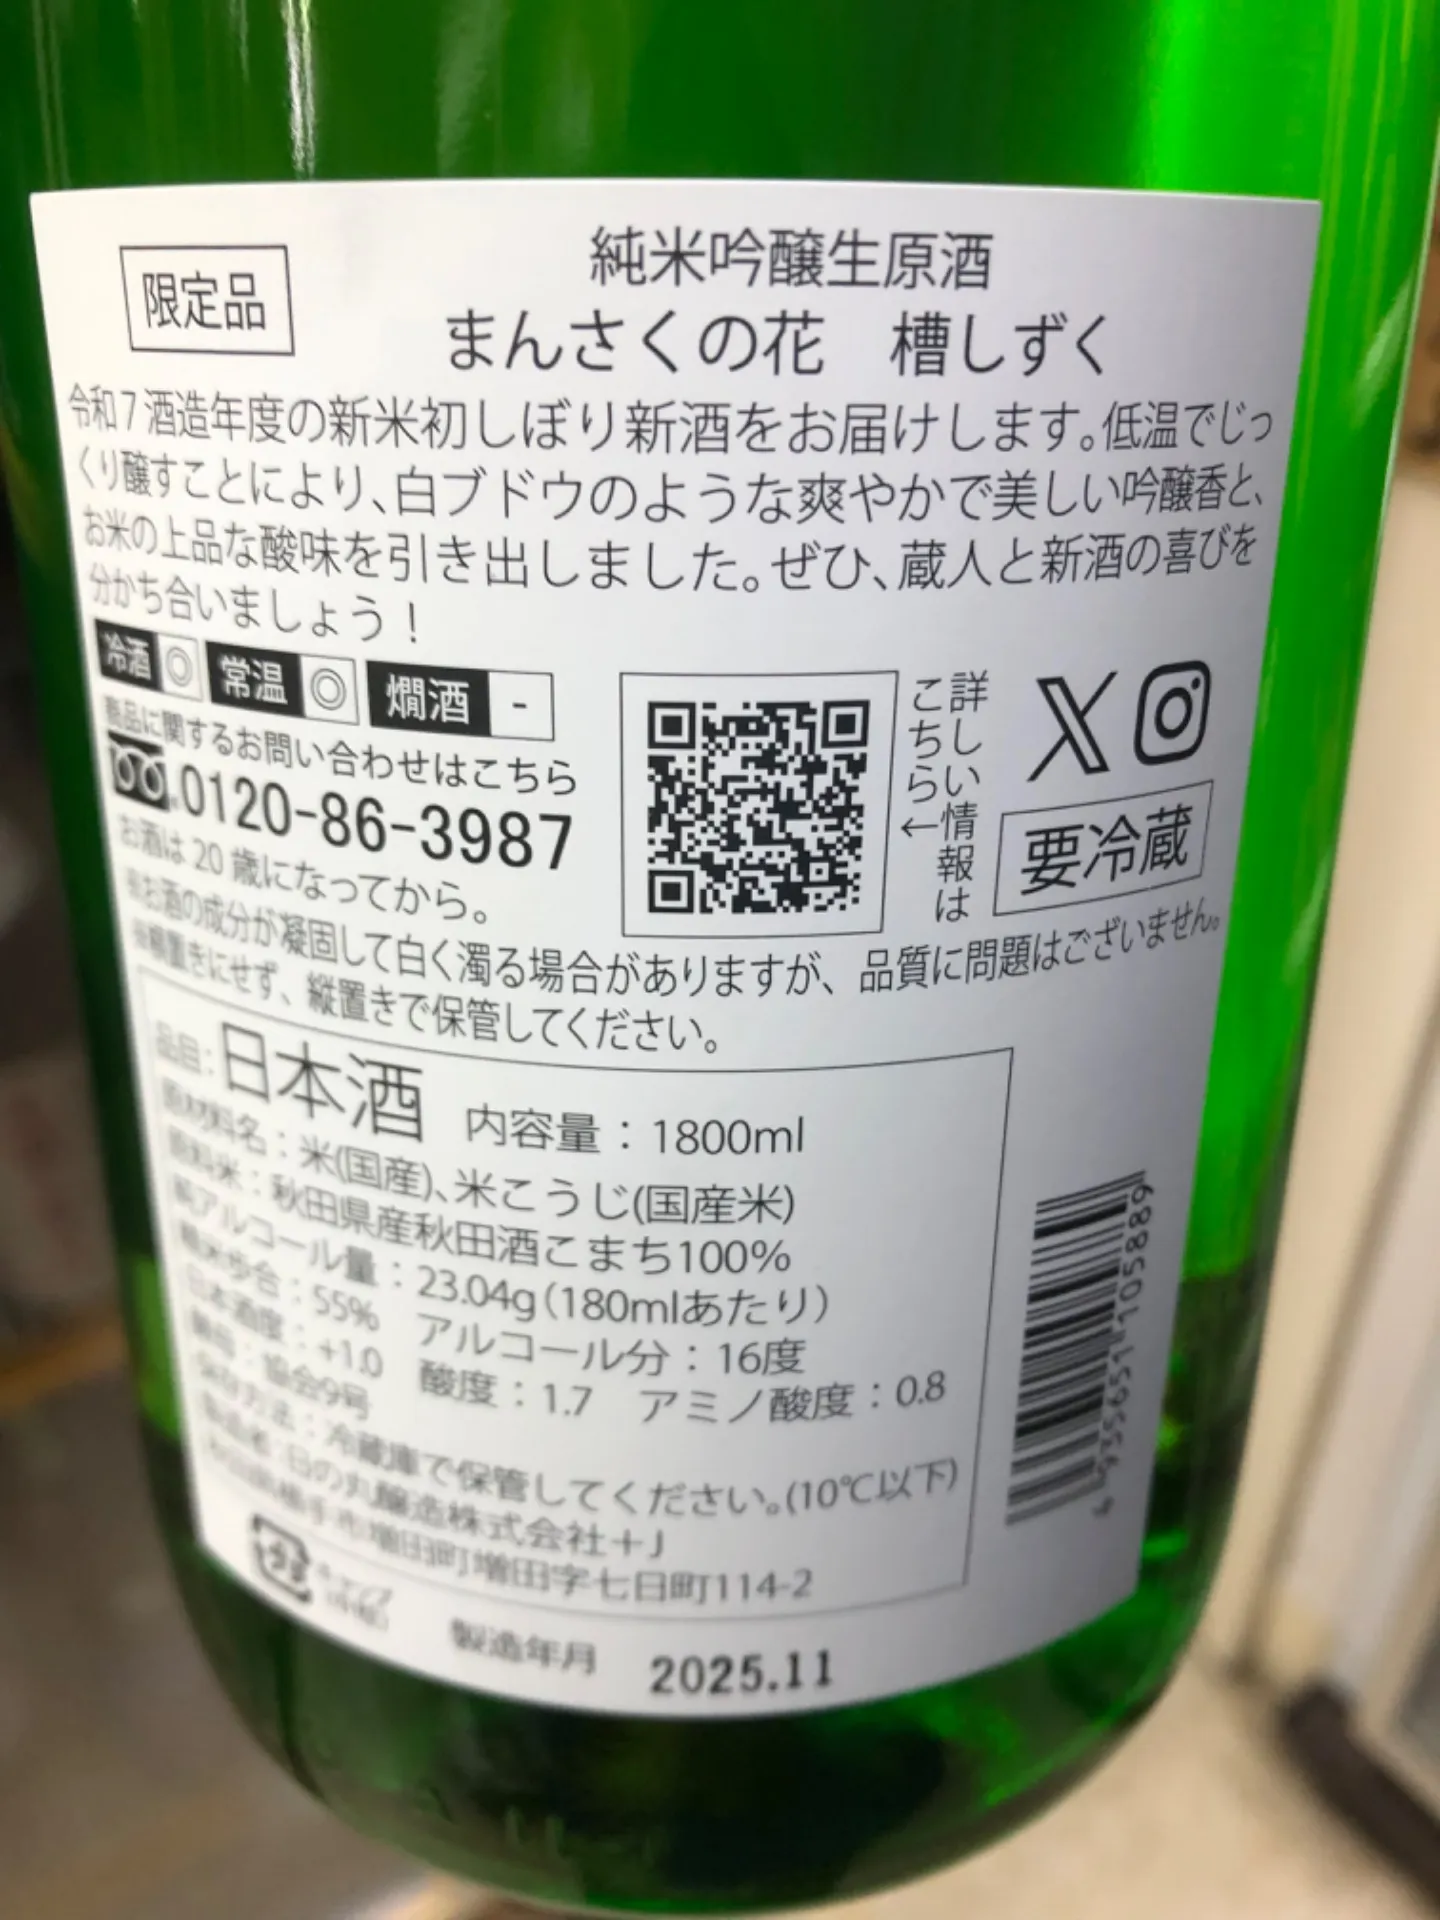 限定品
純米吟醸生原酒
まんさくの花 槽しずく
令和7酒造年度の新米初しぼり新酒をお届けします。低温でじっ
くり醸すことにより、白ブドウのような爽やかで美しい吟醸香と、
お米の上品な酸味を引き出しました。ぜひ、蔵人と新酒の喜びを
分かち合いましょう！
冷酒 ◎ 常温 ◎ 燗酒 -
商品に関するお問い合わせはこちら
0120-86-3987
詳しい情報は
こちら←
要冷蔵
お酒は20歳になってから。
※お酒の成分が凝固して白く濁る場合がありますが、品質に問題はございません。
※横置きにせず、縦置きで保管してください。
品目：日本酒 内容量：1800ml
原材料名：米(国産)、米こうじ(国産米)
原料米：秋田県産秋田酒こまち100%
純アルコール量：23.04g(180mlあたり)
精米歩合：55% アルコール分：16度
日本酒度：+1.0 酸度：1.7 アミノ酸度：0.8
酵母：協会9号
保存方法：冷蔵庫で保管してください。(10℃以下)
製造者：日の丸醸造株式会社+J
秋田県横手市増田町増田字七日町114-2
4 935651 105889
製造年月 2025.11